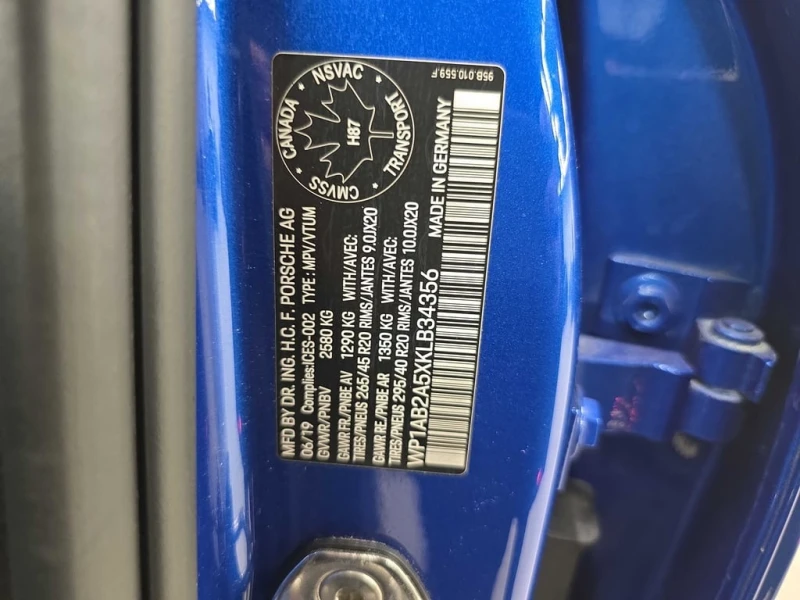 MFD BY DR. ING. H.C. F. PORSCHE AG
06/19 Complies:ICES-002 TYPE : MPV/VTUM
GVWR/PNBV 2580 KG
GAWR FR./PNBE AV 1290 KG WITH/AVEC:
TIRES/PNEUS 265/45 R20 RIMS/JANTES 9.0JX20
GAWR RE/PNBE AR 1350 KG WITH/AVEC:
TIRES/PNEUS 295/40 R20 RIMS/JANTES 10.0JX20
WP1AB2A5XKLB34356 MADE IN GERMANY
CANADA * NSVAC
TRANSPORT * CMVSS
H87
95B.010.559.F